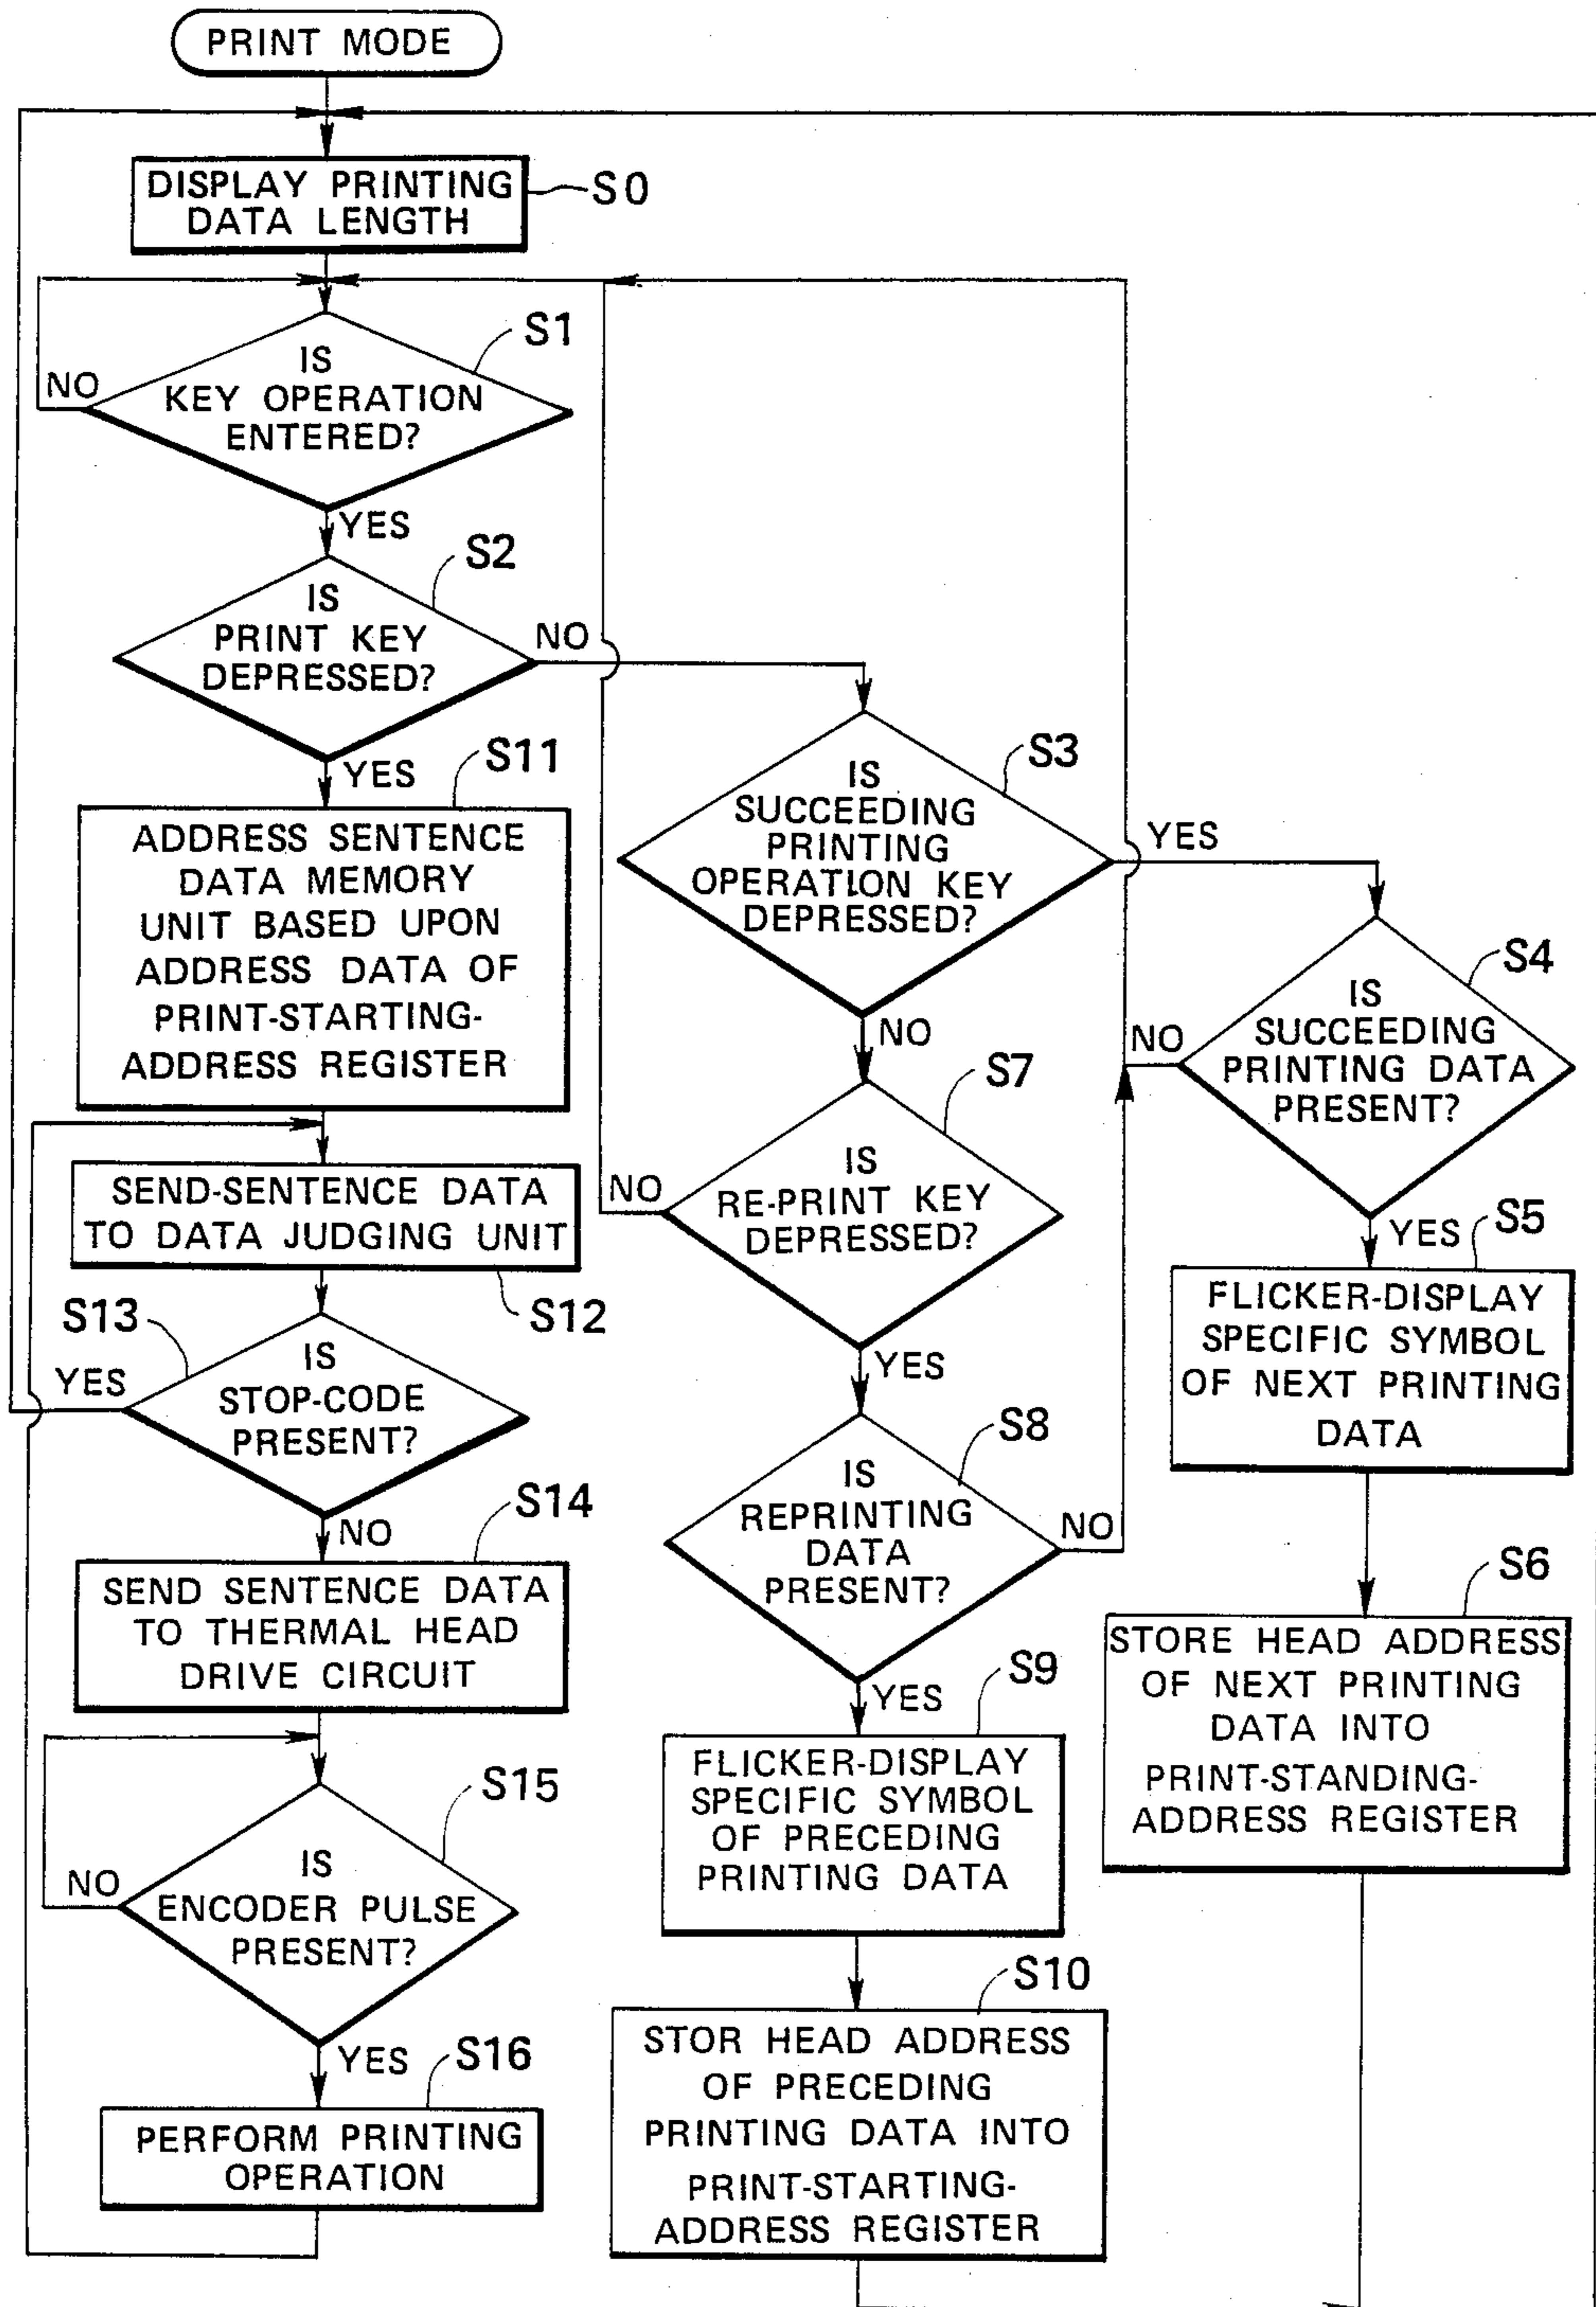 PRINT MODE
DISPLAY PRINTING
DATA LENGTH
S0
IS
KEY OPERATION
ENTERED?
S1
NO
YES
IS
PRINT KEY
DEPRESSED?
S2
NO
YES
S11
ADDRESS SENTENCE
DATA MEMORY
UNIT BASED UPON
ADDRESS DATA OF
PRINT-STARTING-
ADDRESS REGISTER
SEND-SENTENCE DATA
TO DATA JUDGING UNIT
S12
S13
IS
STOP-CODE
PRESENT?
YES
NO
S14
SEND SENTENCE DATA
TO THERMAL HEAD
DRIVE CIRCUIT
S15
IS
ENCODER PULSE
PRESENT?
NO
YES
S16
PERFORM PRINTING
OPERATION
S3
IS
SUCCEEDING
PRINTING
OPERATION KEY
DEPRESSED?
YES
NO
S7
IS
RE-PRINT KEY
DEPRESSED?
NO
YES
S8
IS
REPRINTING
DATA
PRESENT?
NO
YES
S9
FLICKER-DISPLAY
SPECIFIC SYMBOL
OF PRECEDING
PRINTING DATA
S10
STOR HEAD ADDRESS
OF PRECEDING
PRINTING DATA INTO
PRINT-STARTING-
ADDRESS REGISTER
S4
IS
SUCCEEDING
PRINTING DATA
PRESENT?
NO
YES
S5
FLICKER-DISPLAY
SPECIFIC SYMBOL
OF NEXT PRINTING
DATA
S6
STORE HEAD ADDRESS
OF NEXT PRINTING
DATA INTO
PRINT-STANDING-
ADDRESS REGISTER